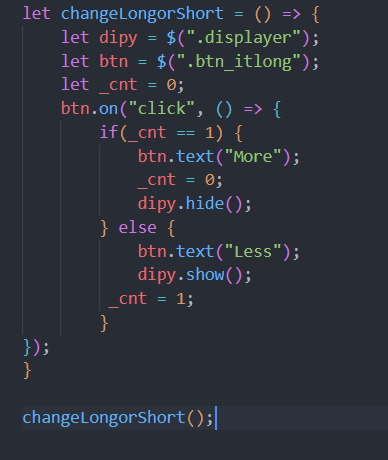 let changeLongorShort = () => {
    let dipy = $(".displayer");
    let btn = $(".btn_itlong");
    let _cnt = 0;
    btn.on("click", () => {
        if(_cnt == 1) {
            btn.text("More");
            _cnt = 0;
            dipy.hide();
        } else {
            btn.text("Less");
            dipy.show();
            _cnt = 1;
        }
});
}

changeLongorShort();